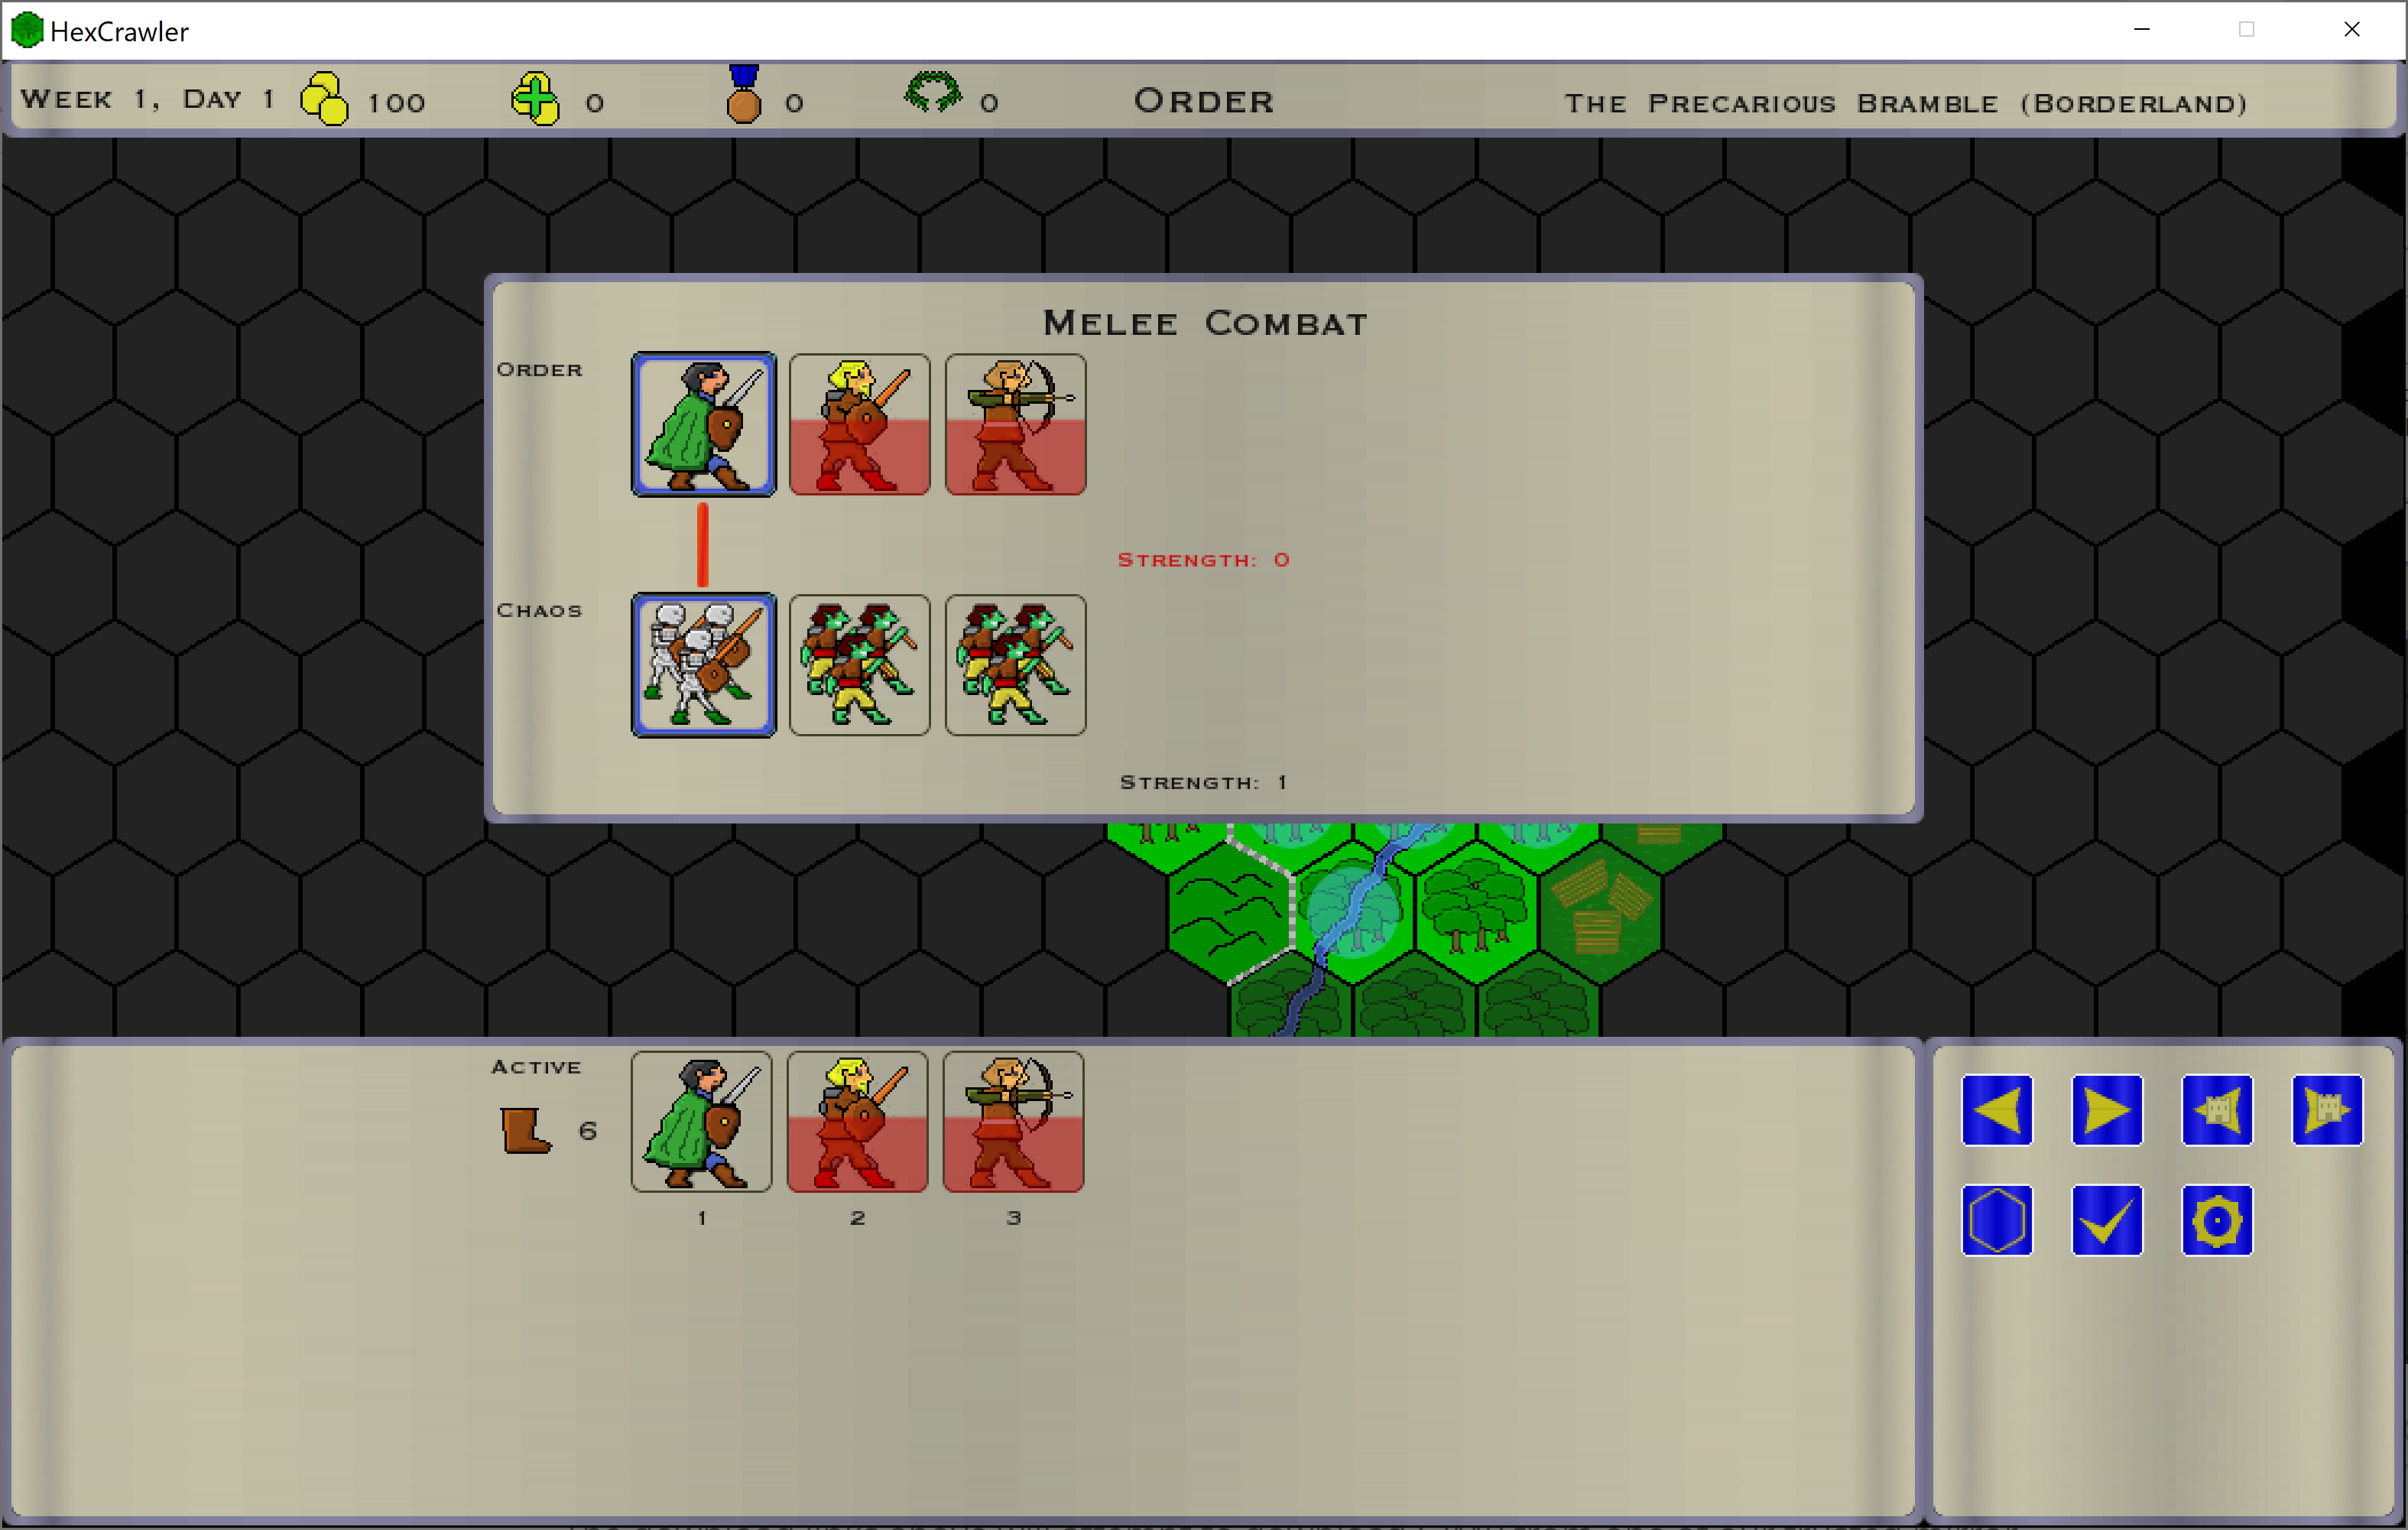 HexCrawler
Week 1, Day 1 100 0 0 0 Order The Precarious Bramble (Borderland)
Melee Combat
Order
Strength: 0
Chaos
Strength: 1
Active
6
1 2 3